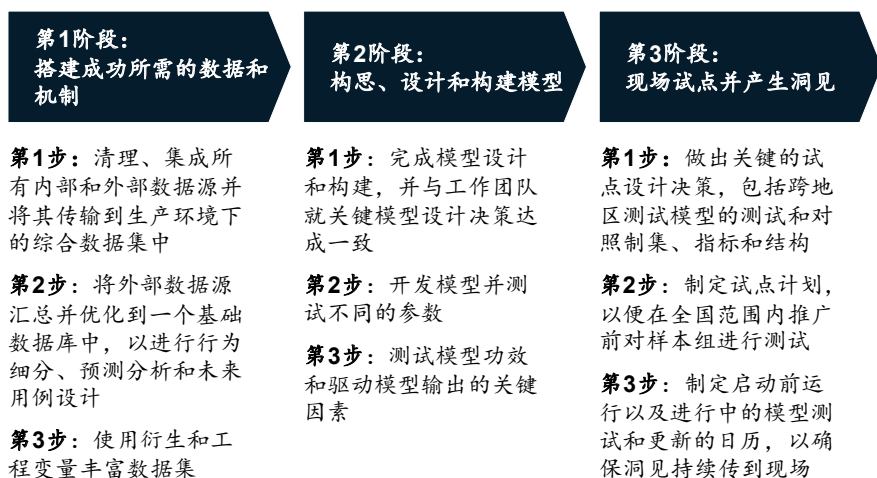 第1阶段：
搭建成功所需的数据和
机制
第2阶段：
构思、设计和构建模型
第3阶段：
现场试点并产生洞见
第1步：清理、集成所
有内部和外部数据源并
将其传输到生产环境下
的综合数据集中
第2步：将外部数据源
汇总并优化到一个基础
数据库中，以进行行为
细分、预测分析和未来
用例设计
第3步：使用衍生和工
程变量丰富数据集
第1步：完成模型设计
和构建，并与工作团队
就关键模型设计决策达
成一致
第2步：开发模型并测
试不同的参数
第3步：测试模型功效
和驱动模型输出的关键
因素
第1步：做出关键的试
点设计决策，包括跨地
区测试模型的测试和对
照制集、指标和结构
第2步：制定试点计划，
以便在全国范围内推广
前对样本组进行测试
第3步：制定启动前运
行以及进行中的模型测
试和更新的日历，以确
保洞见持续传到现场